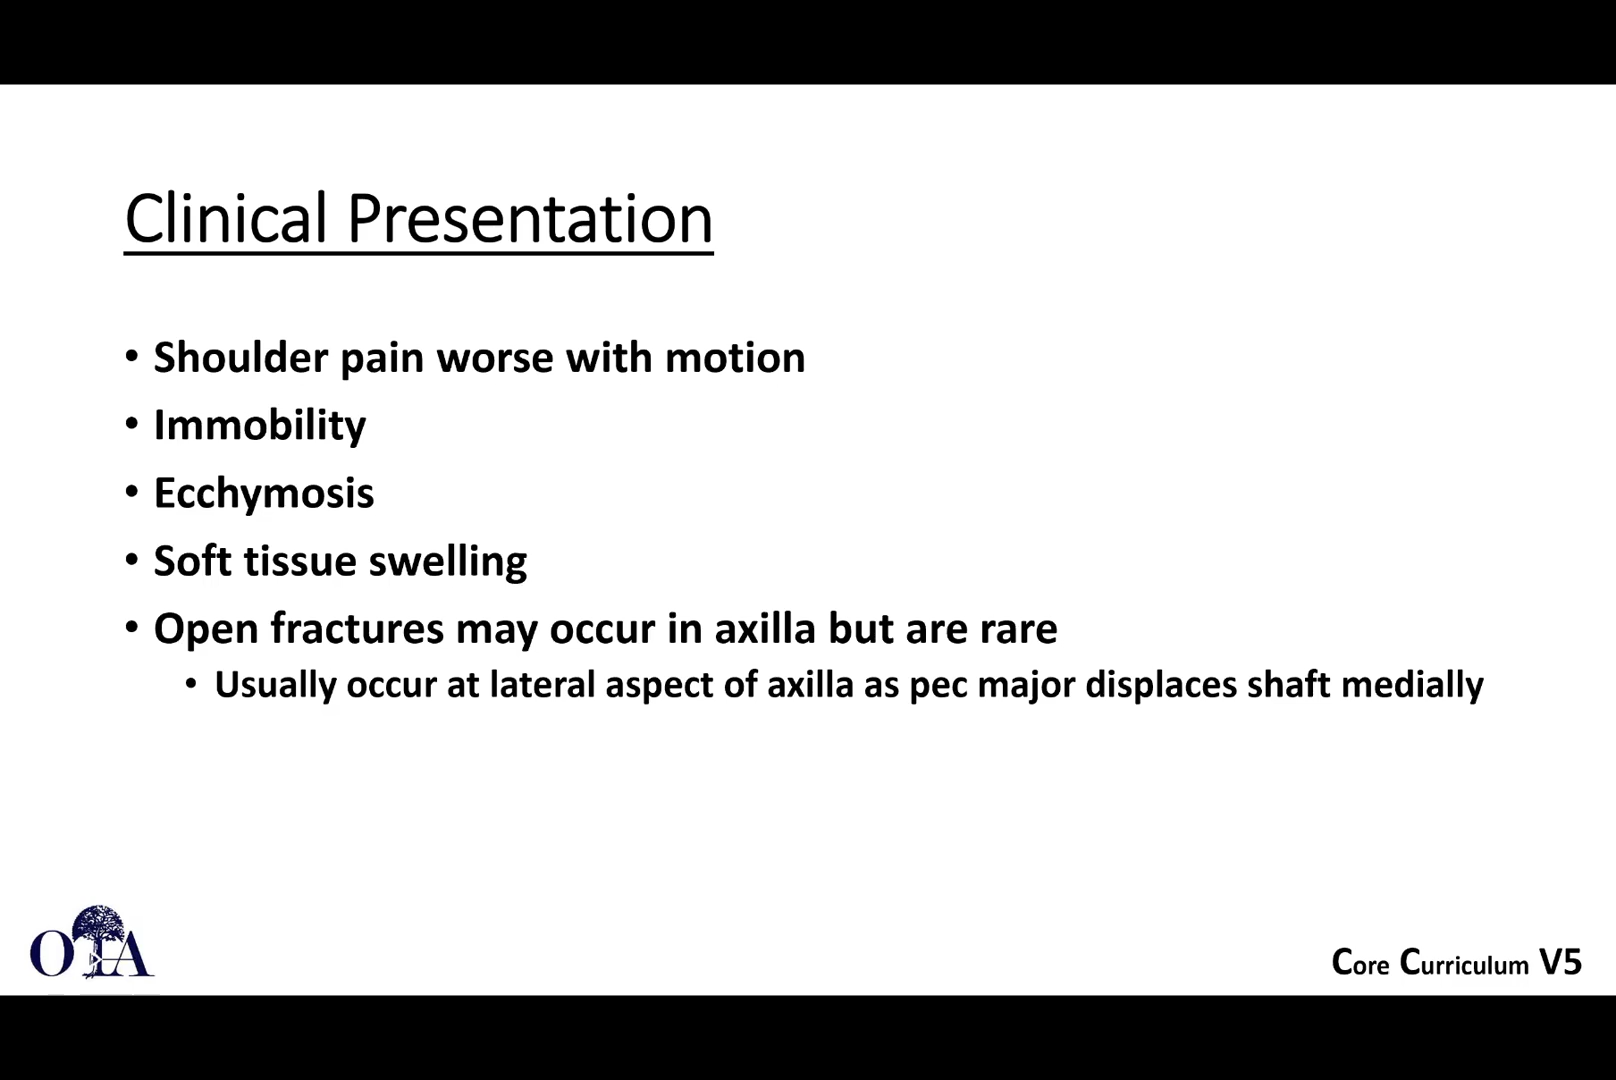 Clinical Presentation
• Shoulder pain worse with motion
• Immobility
• Ecchymosis
• Soft tissue swelling
• Open fractures may occur in axilla but are rare
• Usually occur at lateral aspect of axilla as pec major displaces shaft medially
OTA
Core Curriculum V5